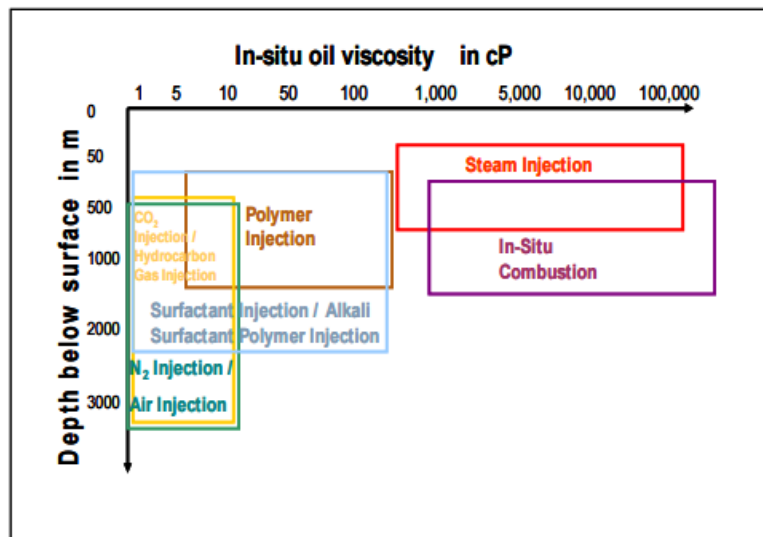 In-situ oil viscosity in cP
1 5 10 50 100 1,000 5,000 10,000 100,000
Depth below surface in m
0
50
500
1000
2000
3000
Steam Injection
In-Situ
Combustion
Polymer
Injection
CO₂
Injection /
Hydrocarbon
Gas Injection
Surfactant Injection / Alkali
Surfactant Polymer Injection
N₂ Injection /
Air Injection